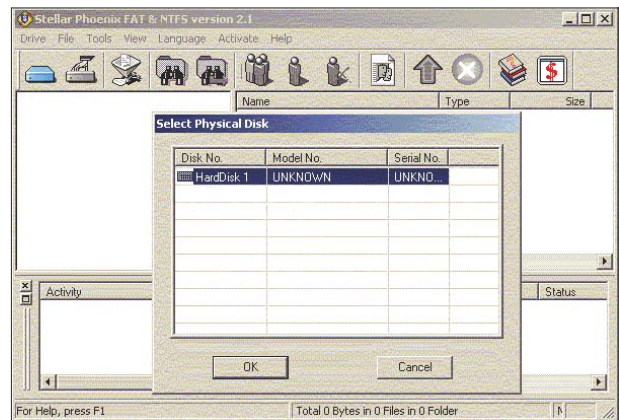 Stellar Phoenix FAT & NTFS version 2.1
Drive File Tools View Language Activate Help
Name Type Size
Select Physical Disk
Disk No. Model No. Serial No.
HardDisk 1 UNKNOWN UNKNO...
Activity Status
OK Cancel
For Help, press F1 Total 0 Bytes in 0 Files in 0 Folder